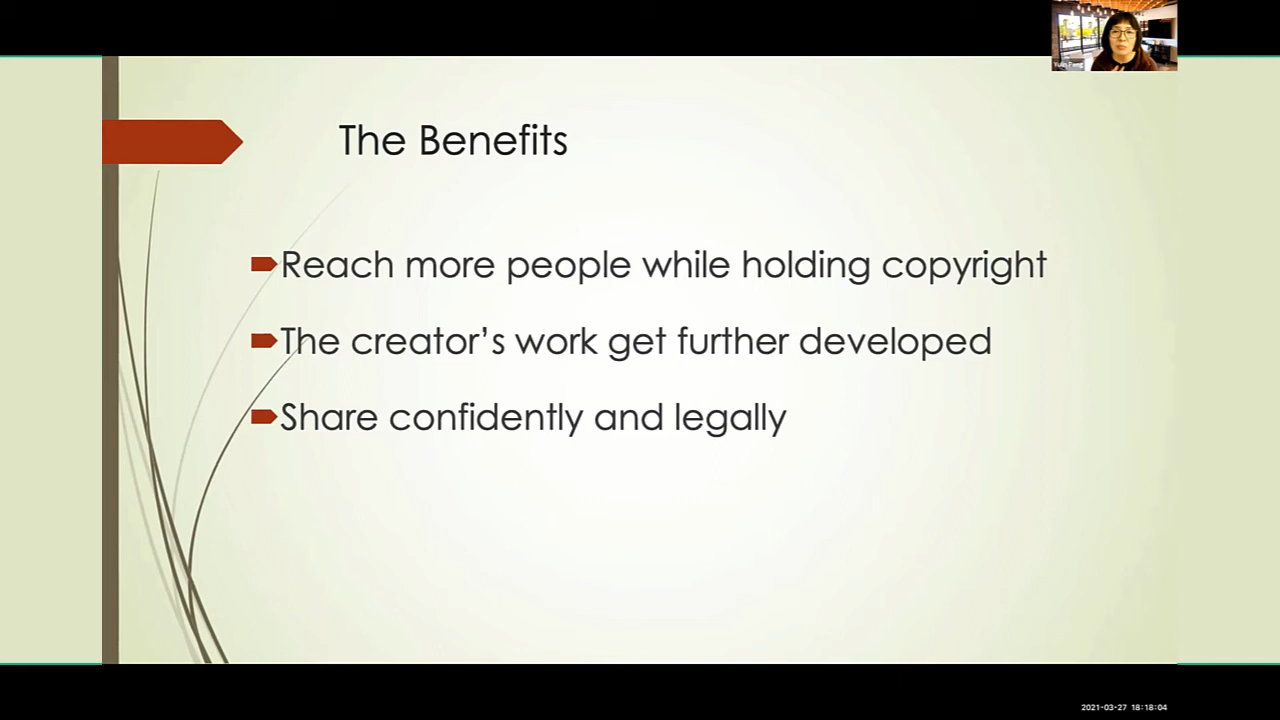 The Benefits
Reach more people while holding copyright
The creator's work get further developed
Share confidently and legally
2021-03-27 18:18:04